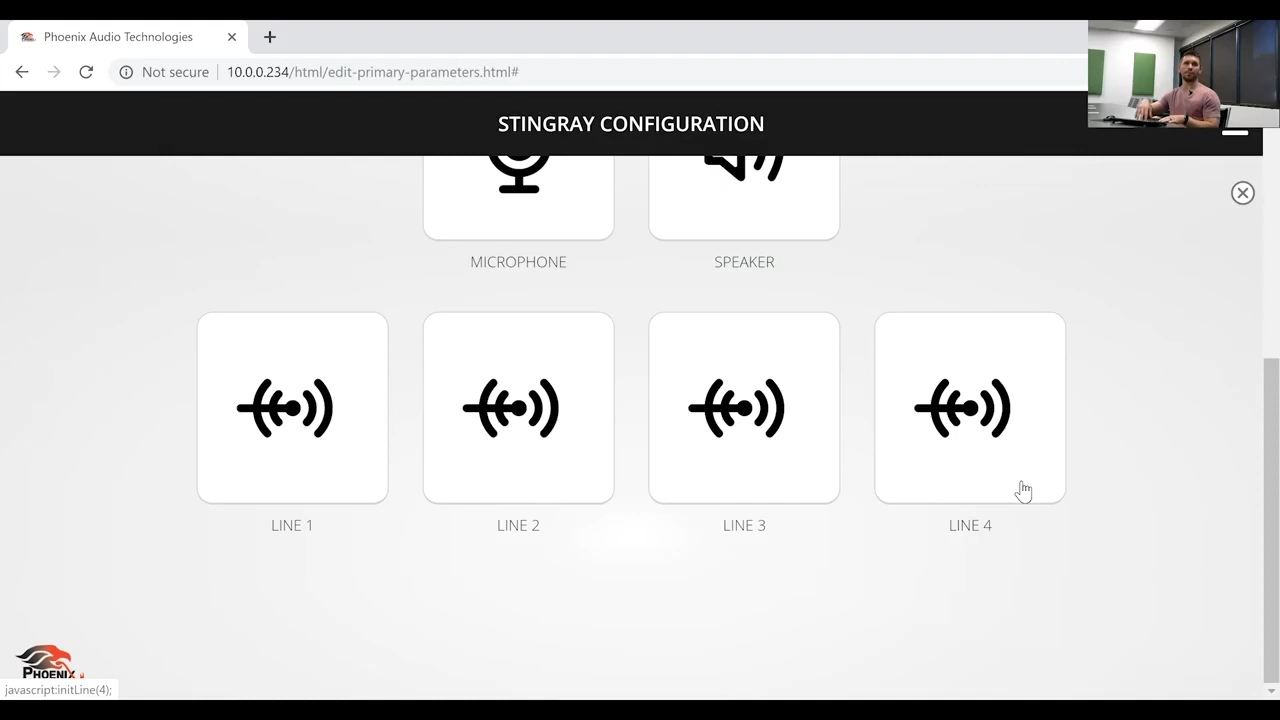 Phoenix Audio Technologies
Not secure
10.0.0.234/html/edit-primary-parameters.html#
STINGRAY CONFIGURATION
MICROPHONE
SPEAKER
LINE 1
LINE 2
LINE 3
LINE 4
PHOENIX
javascript:initLine(4);